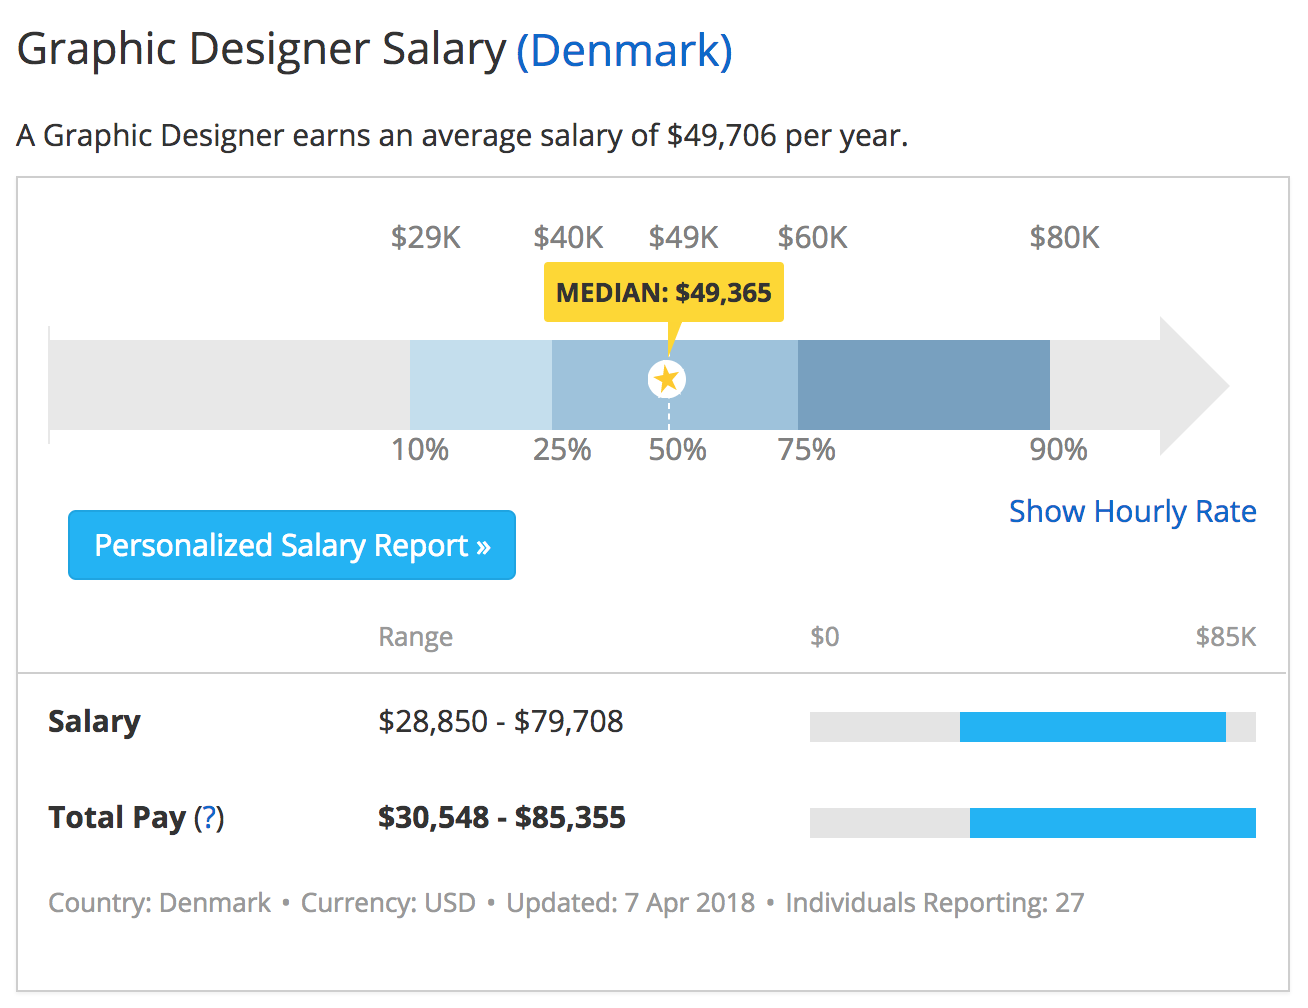 Graphic Designer Salary (Denmark)
A Graphic Designer earns an average salary of $49,706 per year.
$29K $40K $49K $60K $80K
MEDIAN: $49,365
10% 25% 50% 75% 90%
Show Hourly Rate
Personalized Salary Report »
Range $0 $85K
Salary $28,850 - $79,708
Total Pay (?) $30,548 - $85,355
Country: Denmark • Currency: USD • Updated: 7 Apr 2018 • Individuals Reporting: 27